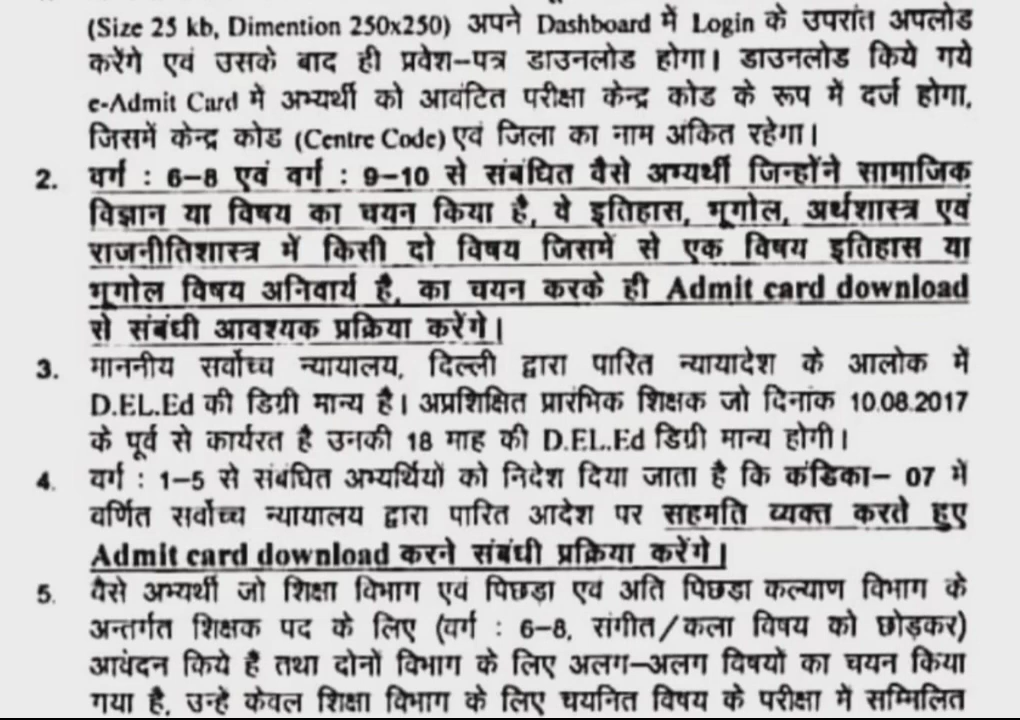 (Size 25 kb, Dimention 250x250) अपने Dashboard में Login के उपरांत अपलोड
करेंगे एवं उसके बाद ही प्रवेश–पत्र डाउनलोड होगा। डाउनलोड किये गये
e-Admit Card में अभ्यर्थी को आवंटित परीक्षा केन्द्र कोड के रूप में दर्ज होगा,
जिसमें केन्द्र कोड (Centre Code) एवं जिला का नाम अंकित रहेगा।
2. वर्ग : 6–8 एवं वर्ग : 9–10 से संबंधित वैसे अभ्यर्थी जिन्होंने सामाजिक
विज्ञान या विषय का चयन किया है, वे इतिहास, भूगोल, अर्थशास्त्र एवं
राजनीतिशास्त्र में किसी दो विषय जिसमें से एक विषय इतिहास या
भूगोल विषय अनिवार्य है, का चयन करके ही Admit card download
से संबंधी आवश्यक प्रक्रिया करेंगे।
3. माननीय सर्वोच्च न्यायालय, दिल्ली द्वारा पारित न्यायादेश के आलोक में
D.EL.Ed की डिग्री मान्य है। अप्रशिक्षित प्रारंभिक शिक्षक जो दिनांक 10.08.2017
के पूर्व से कार्यरत है उनकी 18 माह की D.EL.Ed डिग्री मान्य होगी।
4. वर्ग : 1–5 से संबंधित अभ्यर्थियों को निदेश दिया जाता है कि कंडिका– 07 में
वर्णित सर्वोच्च न्यायालय द्वारा पारित आदेश पर सहमति व्यक्त करते हुए
Admit card download करने संबंधी प्रक्रिया करेंगे।
5. वैसे अभ्यर्थी जो शिक्षा विभाग एवं पिछड़ा एवं अति पिछड़ा कल्याण विभाग के
अन्तर्गत शिक्षक पद के लिए (वर्ग : 6–8, संगीत/कला विषय को छोड़कर)
आवेदन किये हैं तथा दोनों विभाग के लिए अलग–अलग विषयों का चयन किया
गया है, उन्हे केवल शिक्षा विभाग के लिए चयनित विषय के परीक्षा में सम्मिलित